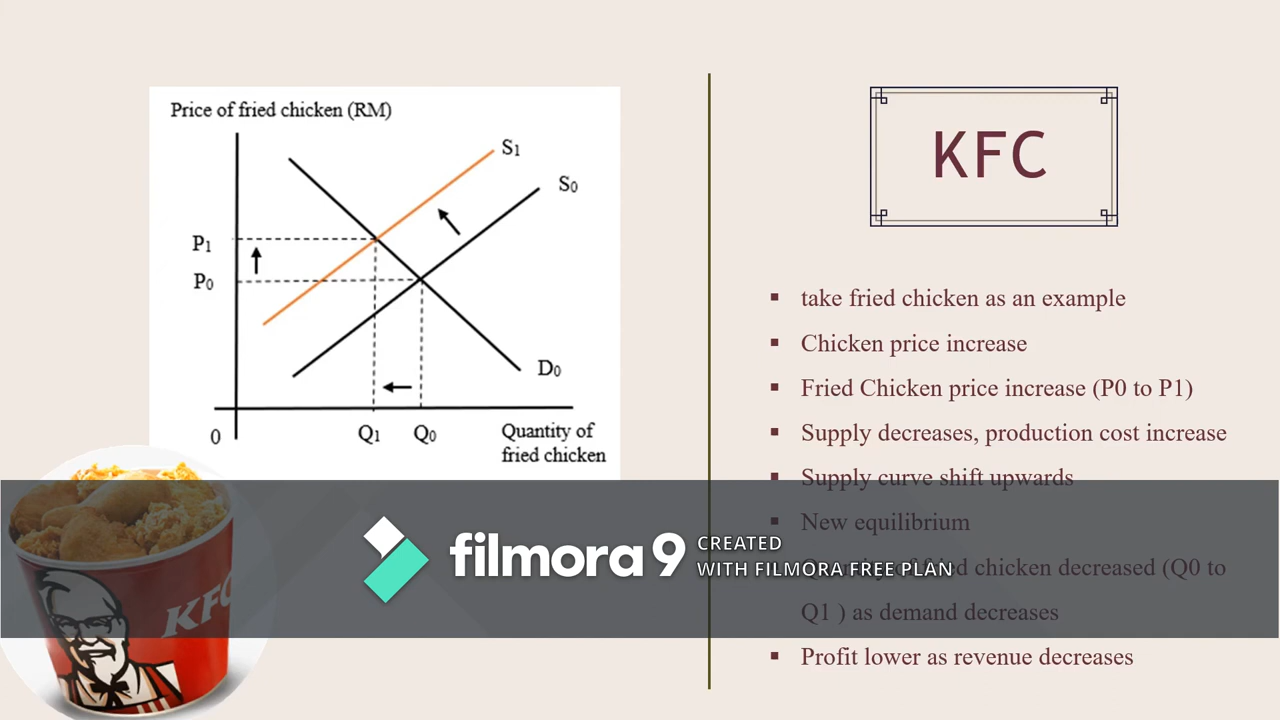 Price of fried chicken (RM)
S1
S0
P1
P0
D0
0
Q1
Q0
Quantity of
fried chicken
KFC
KFC
▪ take fried chicken as an example
▪ Chicken price increase
▪ Fried Chicken price increase (P0 to P1)
▪ Supply decreases, production cost increase
▪ Supply curve shift upwards
▪ New equilibrium
chicken decreased (Q0 to
Q1 ) as demand decreases
▪ Profit lower as revenue decreases
filmora9
CREATED
WITH FILMORA FREE PLAN